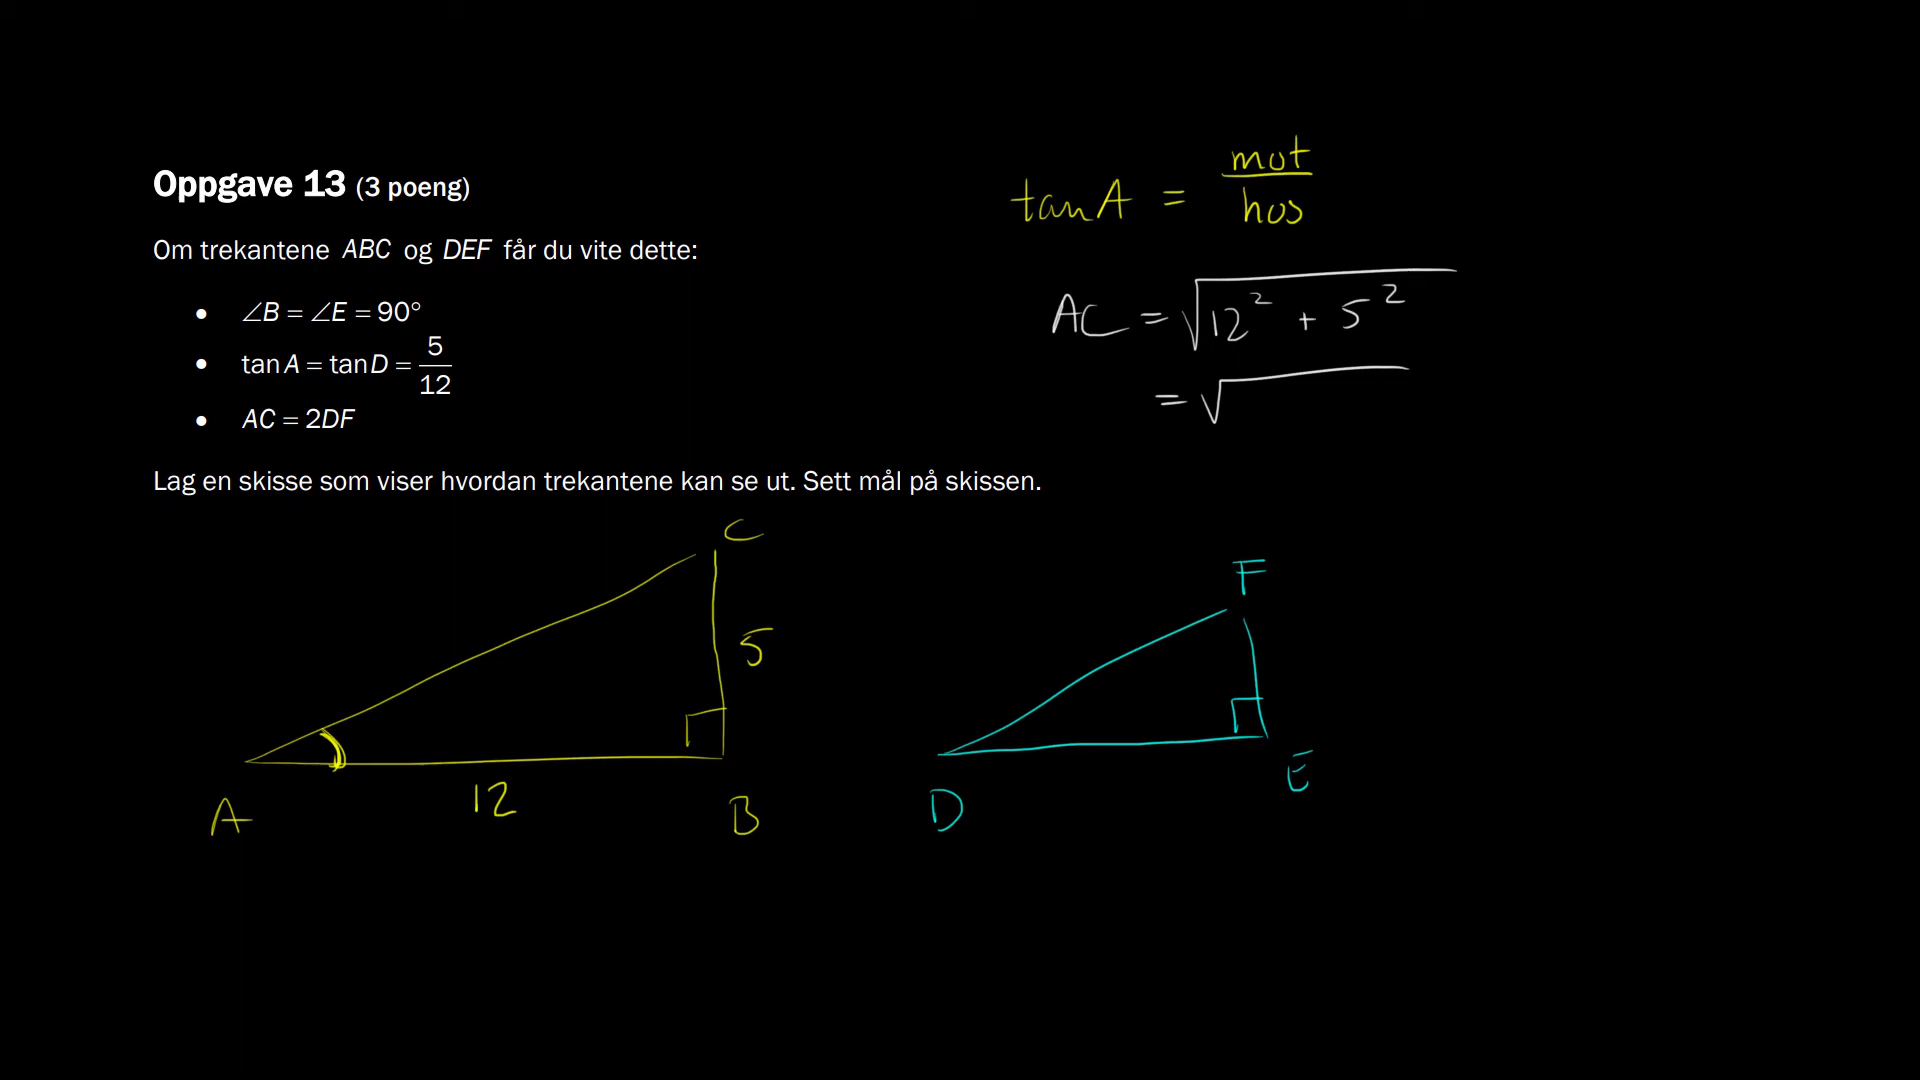 Oppgave 13 (3 poeng)
Om trekantene ABC og DEF får du vite dette:
• ∠B = ∠E = 90°
• tan A = tan D = 5/12
• AC = 2DF
Lag en skisse som viser hvordan trekantene kan se ut. Sett mål på skissen.
tan A = mot/hos
AC = √(12² + 5²)
= √
C
5
12
A
B
F
D
E